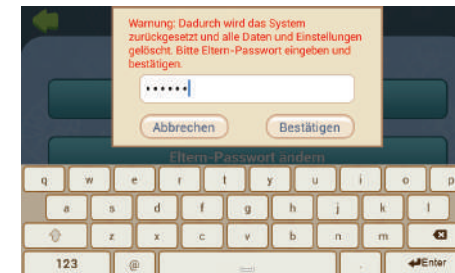 Warnung: Dadurch wird das System
zurückgesetzt und alle Daten und Einstellungen
gelöscht. Bitte Eltern-Passwort eingeben und
bestätigen.
••••••
Abbrechen Bestätigen
Eltern-Passwort ändern
q w e r t y u i o p
a s d f g h j k l
z x c v b n m
123 @ . Enter